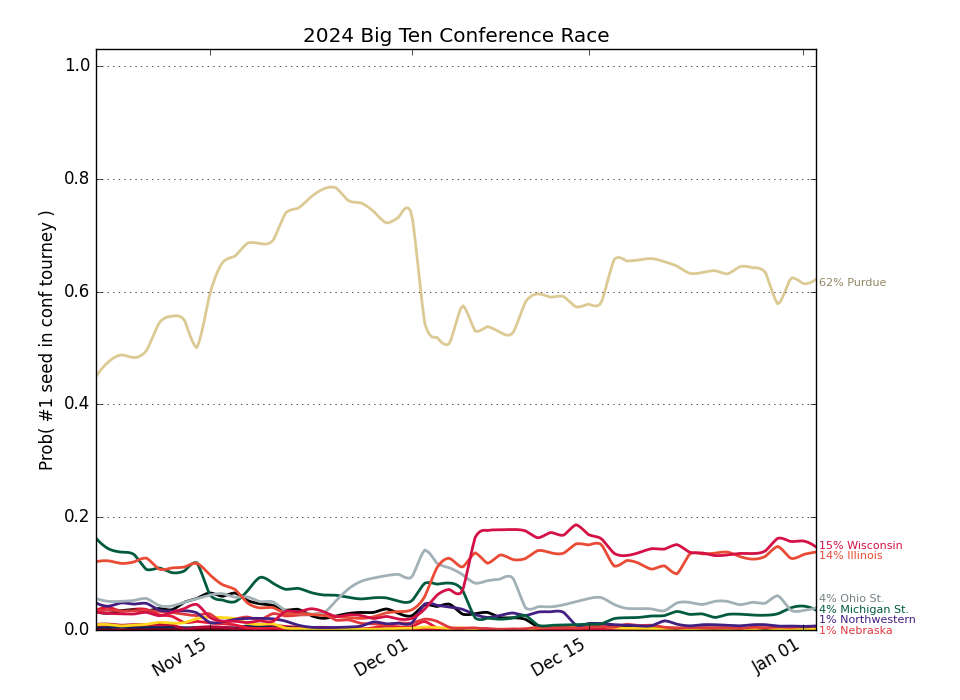 2024 Big Ten Conference Race
Prob( #1 seed in conf tourney )
1.0
0.8
0.6
0.4
0.2
0.0
Nov 15
Dec 01
Dec 15
Jan 01
62% Purdue
15% Wisconsin
14% Illinois
4% Ohio St.
4% Michigan St.
1% Northwestern
1% Nebraska